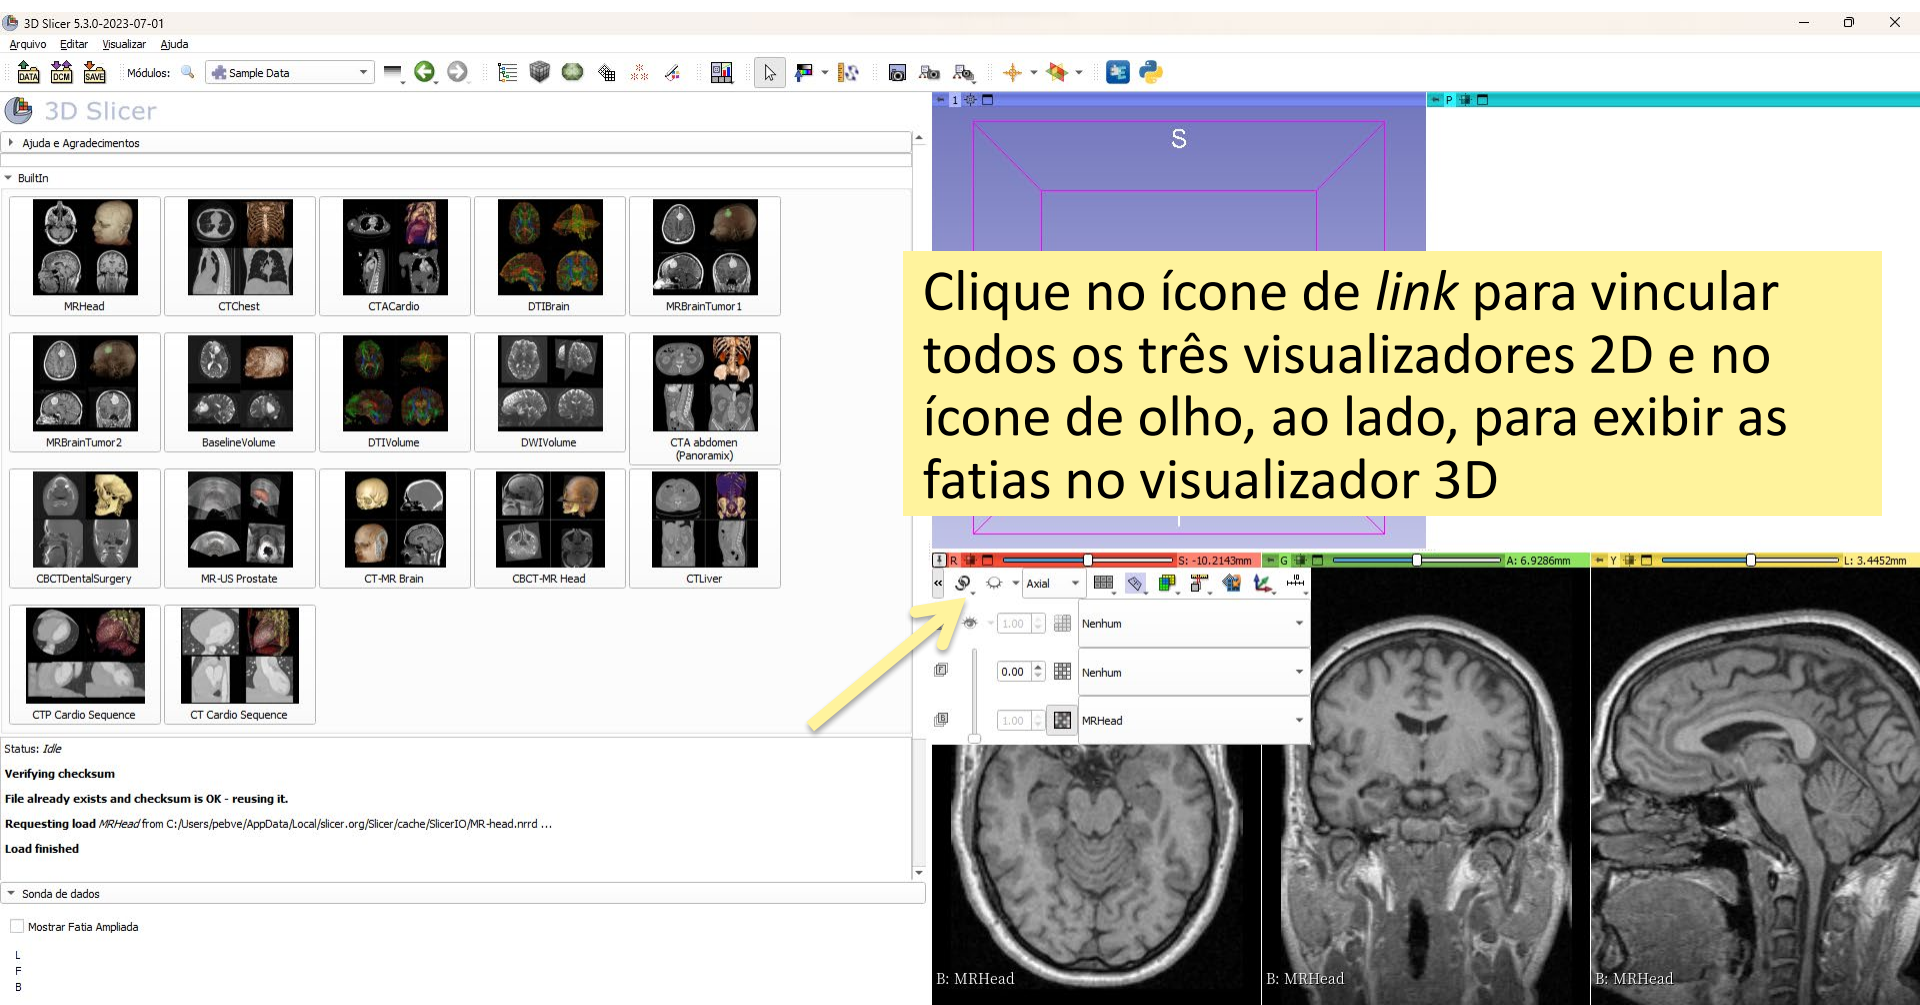 3D Slicer 5.3.0-2023-07-01
Arquivo Editar Visualizar Ajuda
DATA DCM SAVE Módulos: Sample Data
3D Slicer
Ajuda e Agradecimentos
BuiltIn
MRHead CTChest CTACardio DTIBrain MRBrainTumor1
MRBrainTumor2 BaselineVolume DTIVolume DWIVolume CTA abdomen
(Panoramix)
CBCTDentalSurgery MR-US Prostate CT-MR Brain CBCT-MR Head CTLiver
CTP Cardio Sequence CT Cardio Sequence
Status: Idle
Verifying checksum
File already exists and checksum is OK - reusing it.
Requesting load MRHead from C:/Users/pebve/AppData/Local/slicer.org/Slicer/cache/SlicerIO/MR-head.nrrd ...
Load finished
Sonda de dados
Mostrar Fatia Ampliada
L
F
B
1
P
S
Clique no ícone de link para vincular
todos os três visualizadores 2D e no
ícone de olho, ao lado, para exibir as
fatias no visualizador 3D
R S: -10.2143mm
G A: 6.9286mm
Y L: 3.4452mm
Axial
1.00 Nenhum
F 0.00 Nenhum
B 1.00 MRHead
B: MRHead
B: MRHead
B: MRHead